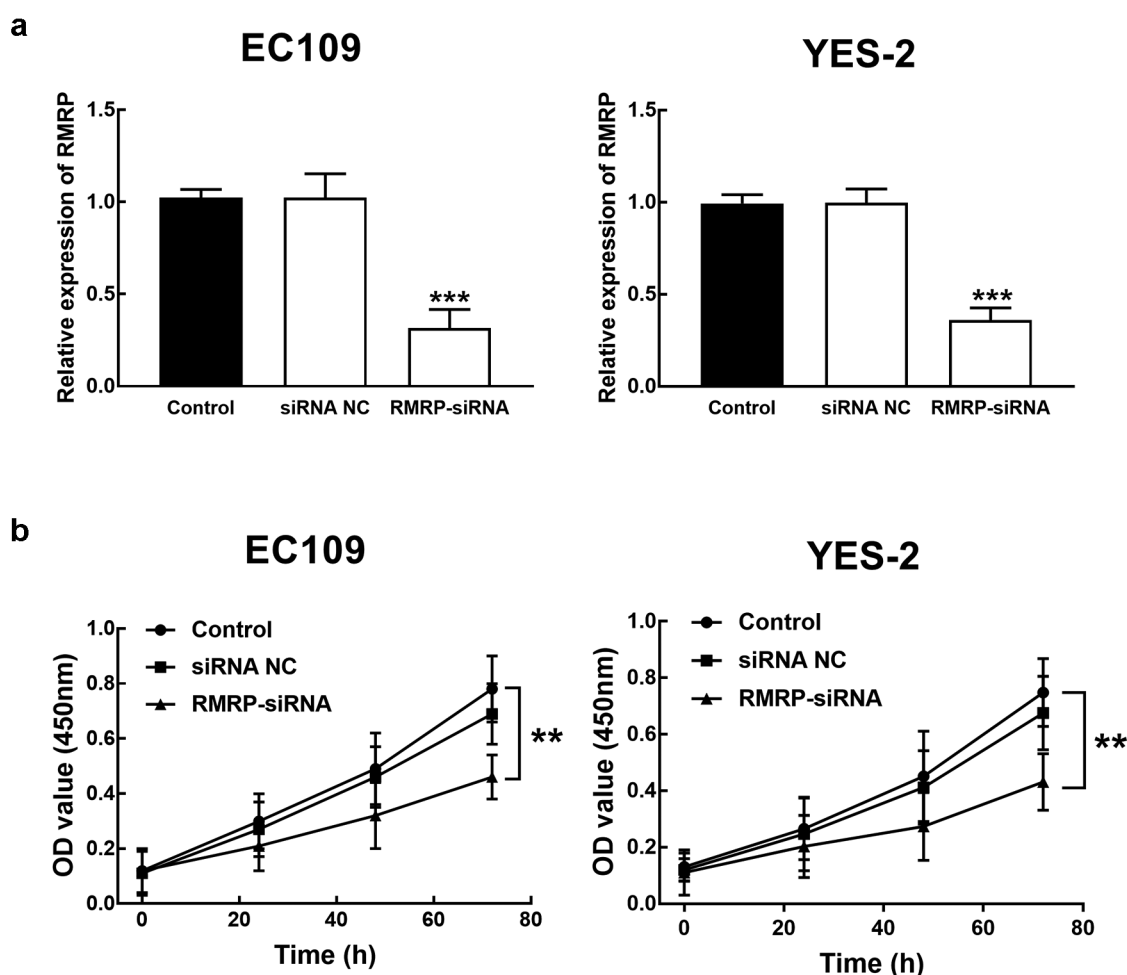 a
EC109
Relative expression of RMRP
1.5
1.0
0.5
0.0
***
Control siRNA NC RMRP-siRNA
YES-2
Relative expression of RMRP
1.5
1.0
0.5
0.0
***
Control siRNA NC RMRP-siRNA
b
EC109
OD value (450nm)
1.0
0.8
0.6
0.4
0.2
0.0
Control
siRNA NC
RMRP-siRNA
**
0 20 40 60 80
Time (h)
YES-2
OD value (450nm)
1.0
0.8
0.6
0.4
0.2
0.0
Control
siRNA NC
RMRP-siRNA
**
0 20 40 60 80
Time (h)